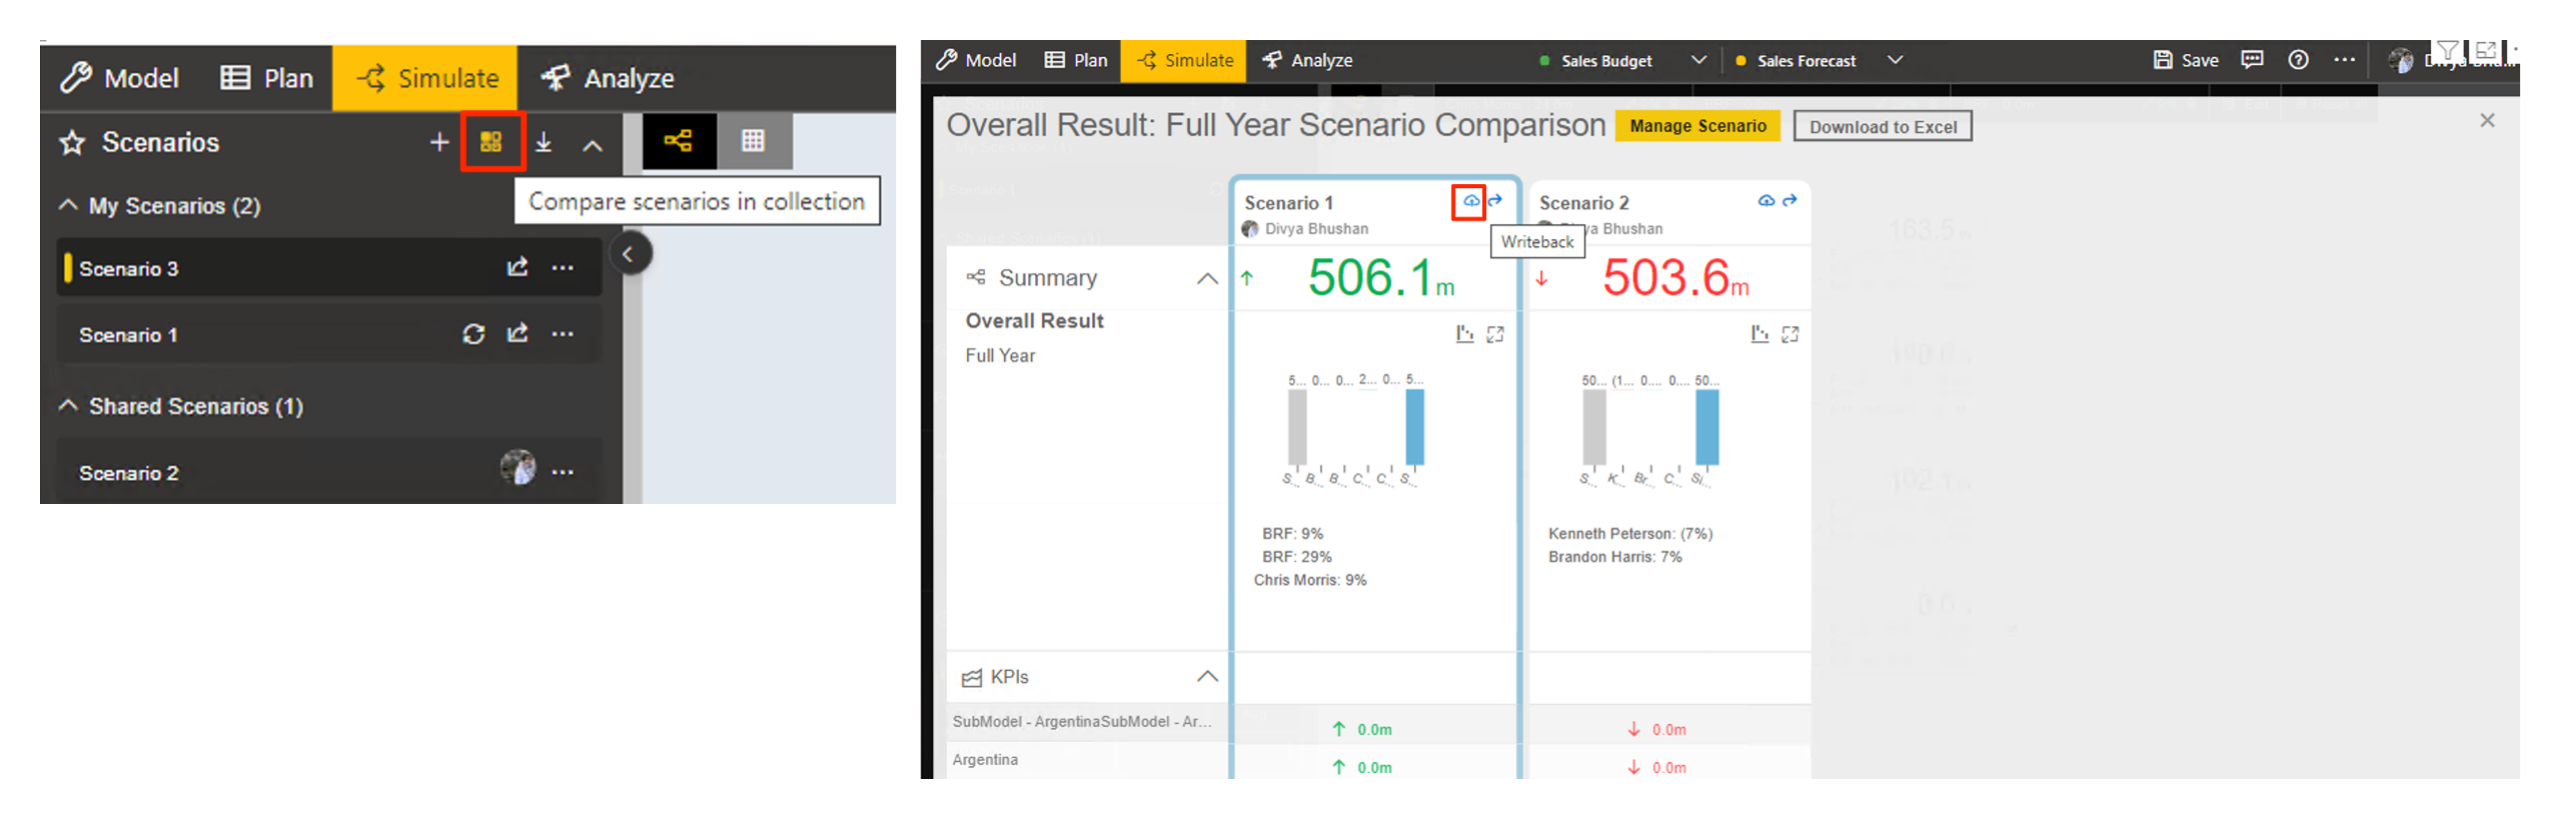 Model Plan Simulate Analyze
Scenarios
Compare scenarios in collection
My Scenarios (2)
Scenario 3
Scenario 1
Shared Scenarios (1)
Scenario 2
Model Plan Simulate Analyze Sales Budget Sales Forecast Save
Overall Result: Full Year Scenario Comparison Manage Scenario Download to Excel
Scenario 1 Scenario 2
Divya Bhushan ya Bhushan
Writeback
Summary 506.1m 503.6m
Overall Result
Full Year
5... 0... 0... 2... 0... 5... 50... (1... 0... 0... 50...
S... B... B... C... C... S... S... K... Br... C... Si...
BRF: 9% Kenneth Peterson: (7%)
BRF: 29% Brandon Harris: 7%
Chris Morris: 9%
KPIs
SubModel - ArgentinaSubModel - Ar... 0.0m 0.0m
Argentina 0.0m 0.0m